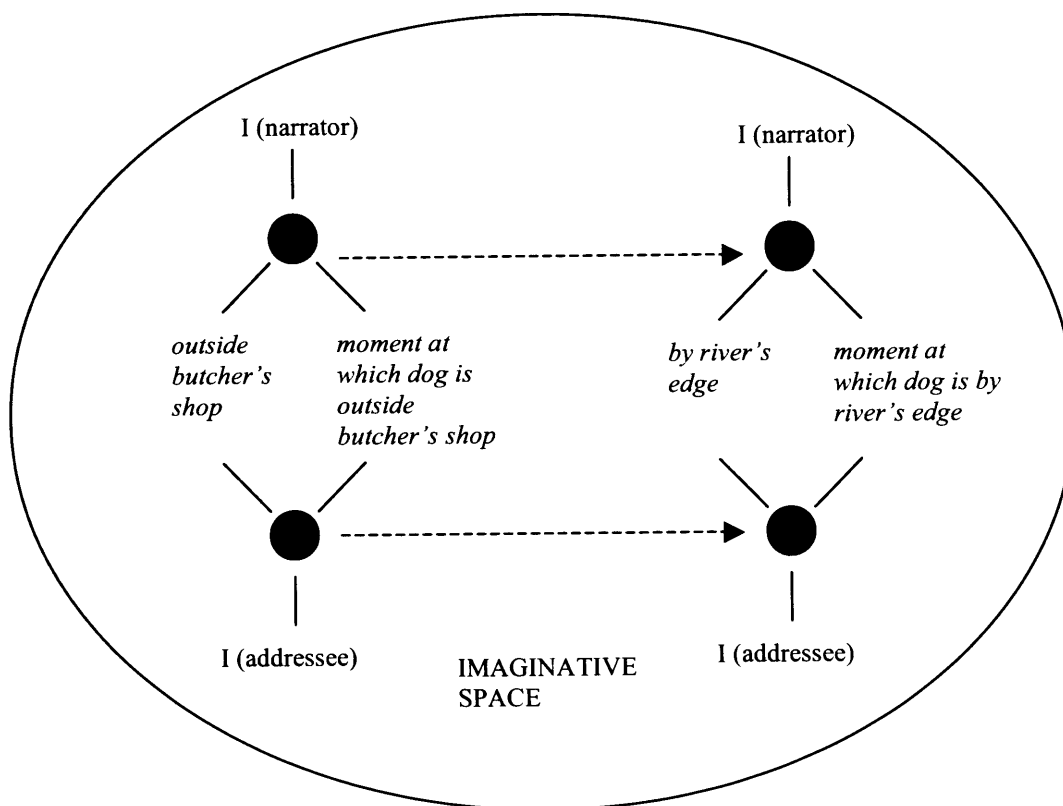 I (narrator)
I (narrator)
outside
butcher's
shop
moment at
which dog is
outside
butcher's shop
by river's
edge
moment at
which dog is by
river's edge
I (addressee)
IMAGINATIVE
SPACE
I (addressee)